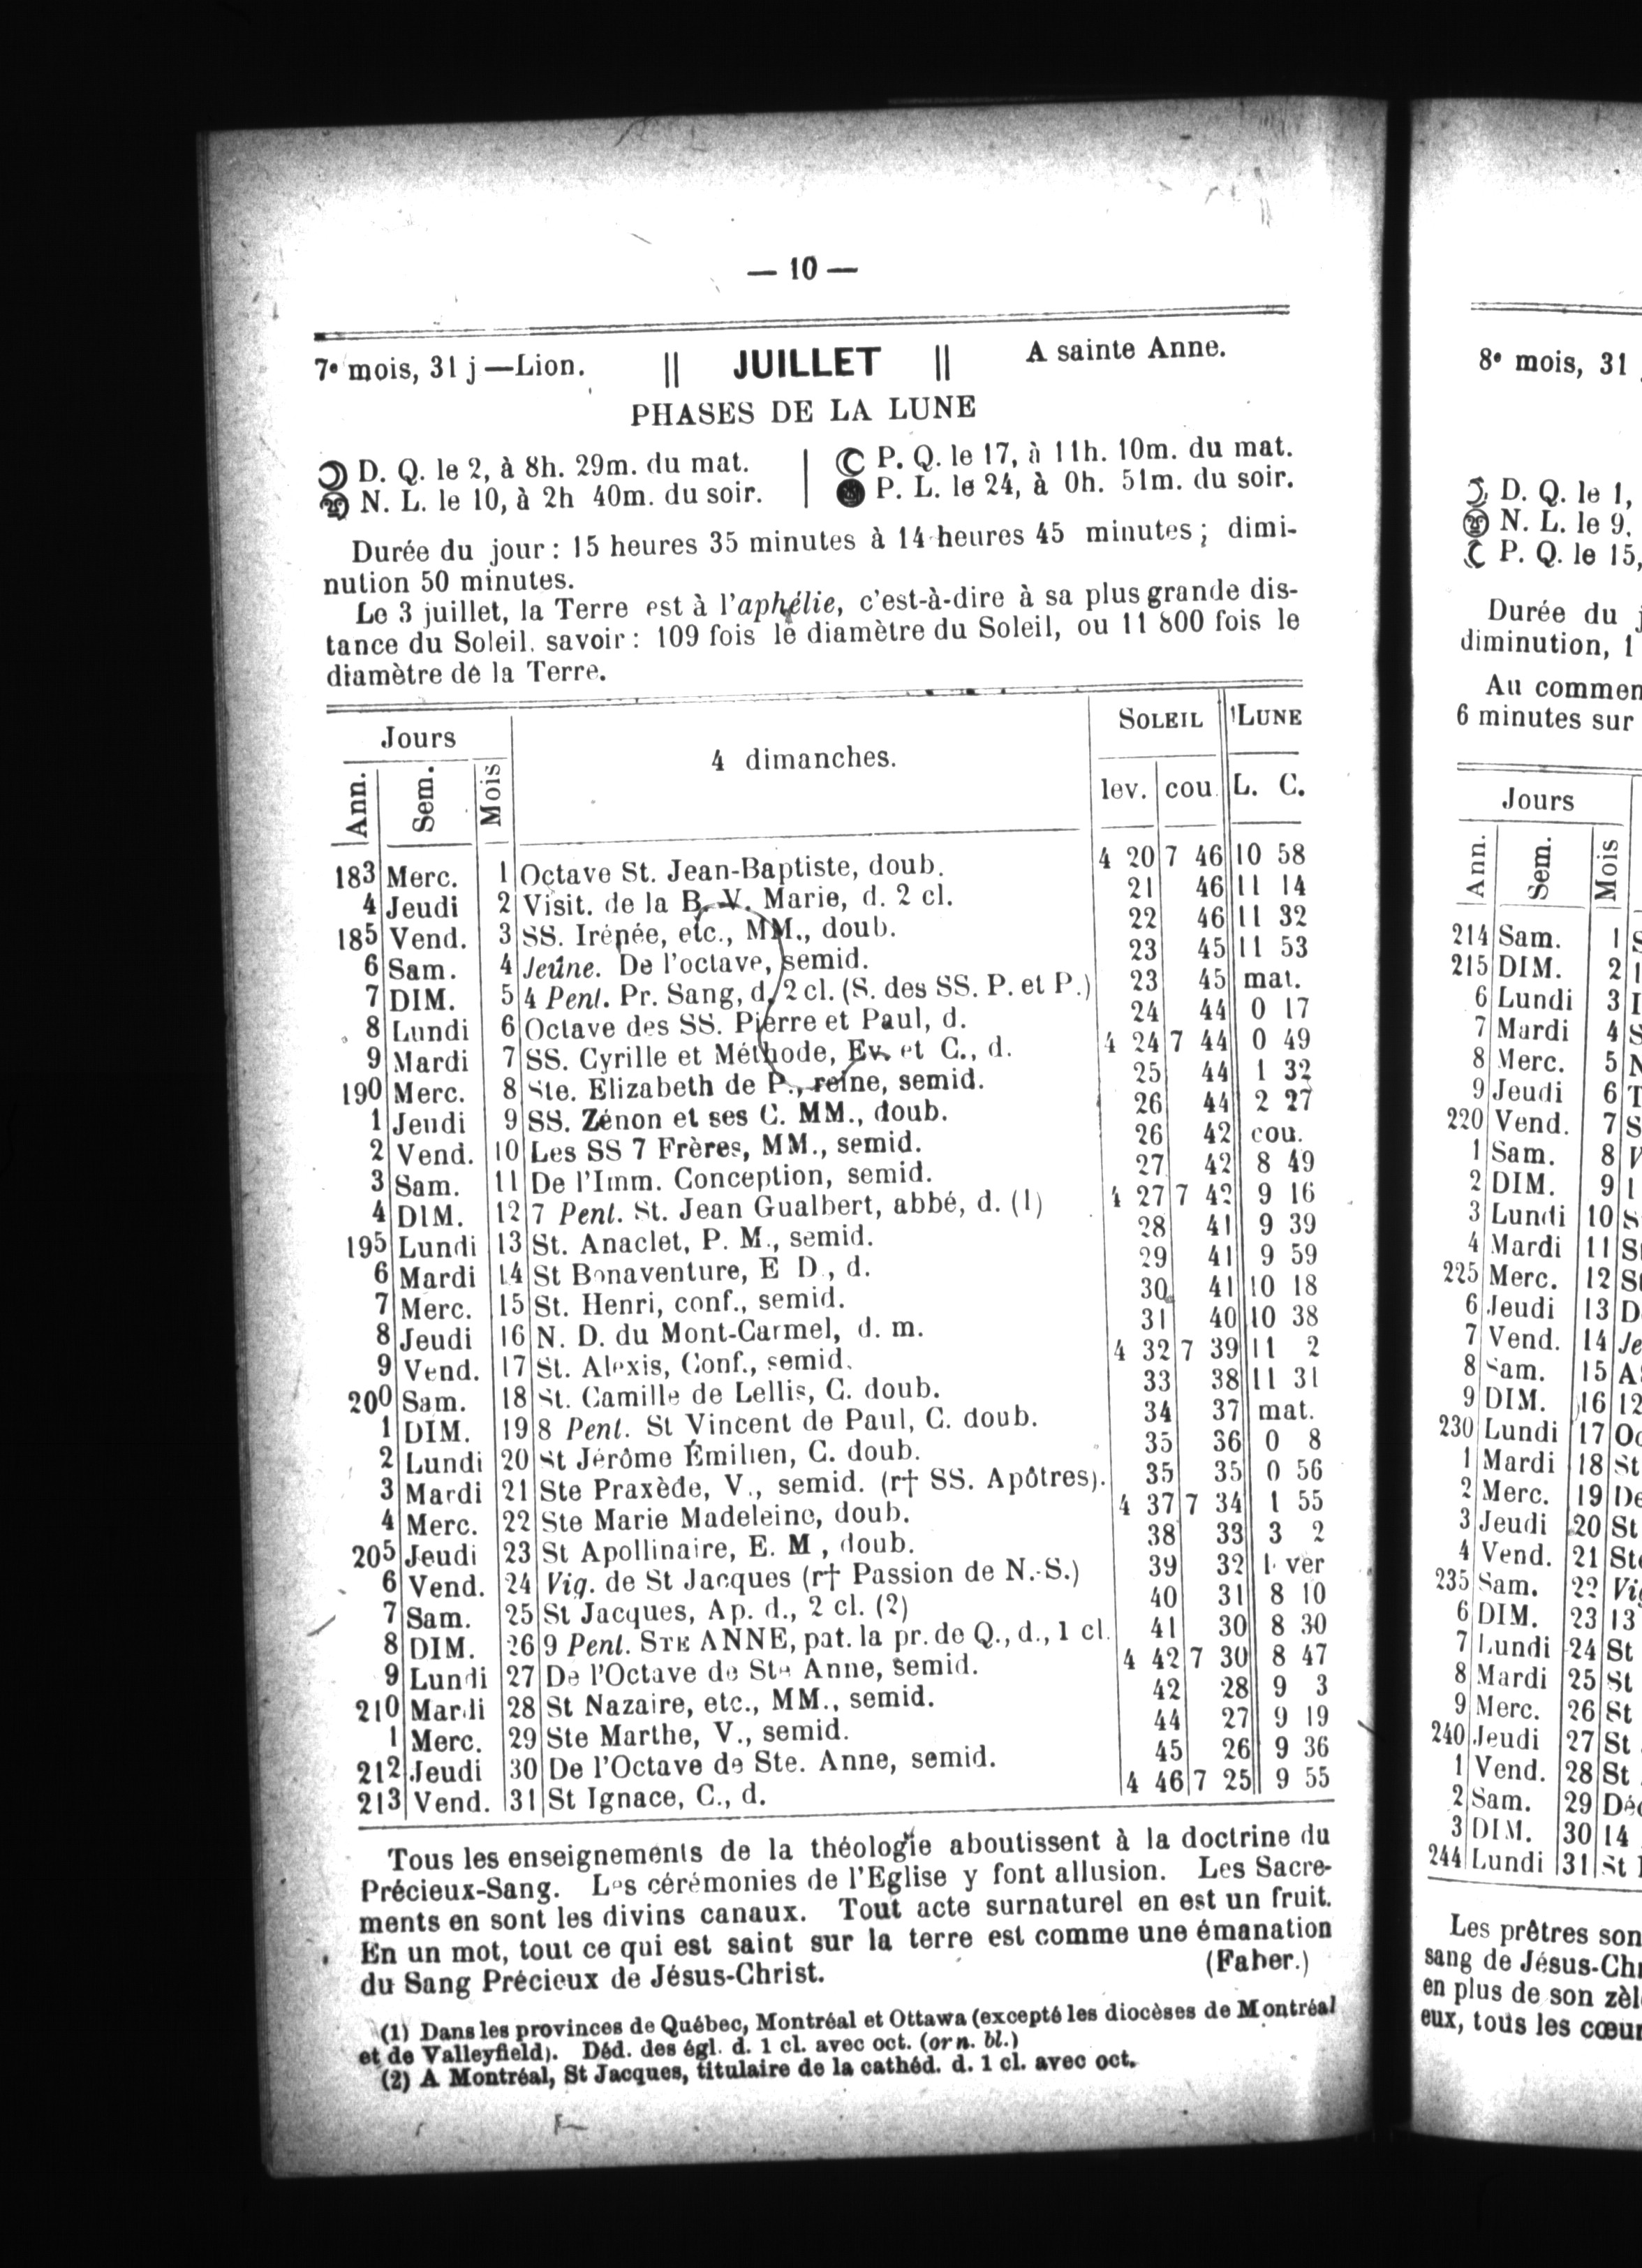 — 10 —
7e mois, 31 j—Lion. || JUILLET || A sainte Anne.
PHASES DE LA LUNE
D. Q. le 2, à 8h. 29m. du mat. | P. Q. le 17, à 11h. 10m. du mat.
N. L. le 10, à 2h 40m. du soir. | P. L. le 24, à 0h. 51m. du soir.
Durée du jour : 15 heures 35 minutes à 14 heures 45 minutes ; dimi-
nution 50 minutes.
Le 3 juillet, la Terre est à l'aphélie, c'est-à-dire à sa plus grande dis-
tance du Soleil. savoir : 109 fois le diamètre du Soleil, ou 11 800 fois le
diamètre de la Terre.
Jours 4 dimanches. SOLEIL LUNE
Ann. Sem. Mois lev. cou. L. C.
183 Merc. 1 Octave St. Jean-Baptiste, doub. 4 20 7 46 10 58
4 Jeudi 2 Visit. de la B. V. Marie, d. 2 cl. 21 46 11 14
185 Vend. 3 SS. Irénée, etc., MM., doub. 22 46 11 32
6 Sam. 4 Jeûne. De l'octave, semid. 23 45 11 53
7 DIM. 5 4 Pent. Pr. Sang, d. 2 cl. (S. des SS. P. et P.) 23 45 mat.
8 Lundi 6 Octave des SS. Pierre et Paul, d. 24 44 0 17
9 Mardi 7 SS. Cyrille et Méthode, Ev. et C., d. 4 24 7 44 0 49
190 Merc. 8 Ste. Elizabeth de P., reine, semid. 25 44 1 32
1 Jeudi 9 SS. Zénon et ses C. MM., doub. 26 44 2 27
2 Vend. 10 Les SS 7 Frères, MM., semid. 26 42 cou.
3 Sam. 11 De l'Imm. Conception, semid. 27 42 8 49
4 DIM. 12 7 Pent. St. Jean Gualbert, abbé, d. (1) 4 27 7 42 9 16
195 Lundi 13 St. Anaclet, P. M., semid. 28 41 9 39
6 Mardi 14 St Bonaventure, E D., d. 29 41 9 59
7 Merc. 15 St. Henri, conf., semid. 30 41 10 18
8 Jeudi 16 N. D. du Mont-Carmel, d. m. 31 40 10 38
9 Vend. 17 St. Alexis, Conf., semid. 4 32 7 39 11 2
200 Sam. 18 St. Camille de Lellis, C. doub. 33 38 11 31
1 DIM. 19 8 Pent. St Vincent de Paul, C. doub. 34 37 mat.
2 Lundi 20 St Jérôme Émilien, C. doub. 35 36 0 8
3 Mardi 21 Ste Praxède, V., semid. (r† SS. Apôtres). 35 35 0 56
4 Merc. 22 Ste Marie Madeleine, doub. 4 37 7 34 1 55
205 Jeudi 23 St Apollinaire, E. M , doub. 38 33 3 2
6 Vend. 24 Vig. de St Jacques (r† Passion de N.-S.) 39 32 ver
7 Sam. 25 St Jacques, Ap. d., 2 cl. (2) 40 31 8 10
8 DIM. 26 9 Pent. STE ANNE, pat. la pr. de Q., d., 1 cl. 41 30 8 30
9 Lundi 27 De l'Octave de Ste Anne, semid. 4 42 7 30 8 47
210 Mardi 28 St Nazaire, etc., MM., semid. 42 28 9 3
1 Merc. 29 Ste Marthe, V., semid. 44 27 9 19
212 Jeudi 30 De l'Octave de Ste. Anne, semid. 45 26 9 36
213 Vend. 31 St Ignace, C., d. 4 46 7 25 9 55
Tous les enseignements de la théologie aboutissent à la doctrine du
Précieux-Sang. Les cérémonies de l'Eglise y font allusion. Les Sacre-
ments en sont les divins canaux. Tout acte surnaturel en est un fruit.
En un mot, tout ce qui est saint sur la terre est comme une émanation
du Sang Précieux de Jésus-Christ. (Faber.)
(1) Dans les provinces de Québec, Montréal et Ottawa (excepté les diocèses de Montréal
et de Valleyfield). Déd. des égl. d. 1 cl. avec oct. (orn. bl.)
(2) A Montréal, St Jacques, titulaire de la cathéd. d. 1 cl. avec oct.
8e mois, 31
D. Q. le 1,
N. L. le 9.
P. Q. le 15,
Durée du
diminution, 1
Au commen
6 minutes sur
Jours
Ann. Sem. Mois
214 Sam. 1 S
215 DIM. 2 1
6 Lundi 3 I
7 Mardi 4 S
8 Merc. 5 N
9 Jeudi 6 T
220 Vend. 7 S
1 Sam. 8 V
2 DIM. 9 1
3 Lundi 10 S
4 Mardi 11 S
225 Merc. 12 S
6 Jeudi 13 D
7 Vend. 14 Je
8 Sam. 15 A
9 DIM. 16 12
230 Lundi 17 Oc
1 Mardi 18 St
2 Merc. 19 De
3 Jeudi 20 St
4 Vend. 21 Ste
235 Sam. 22 Vig
6 DIM. 23 13
7 Lundi 24 St
8 Mardi 25 St
9 Merc. 26 St
240 Jeudi 27 St
1 Vend. 28 St
2 Sam. 29 Déc
3 DIM. 30 14
244 Lundi 31 St
Les prêtres son
sang de Jésus-Chr
en plus de son zèl
eux, tous les cœur